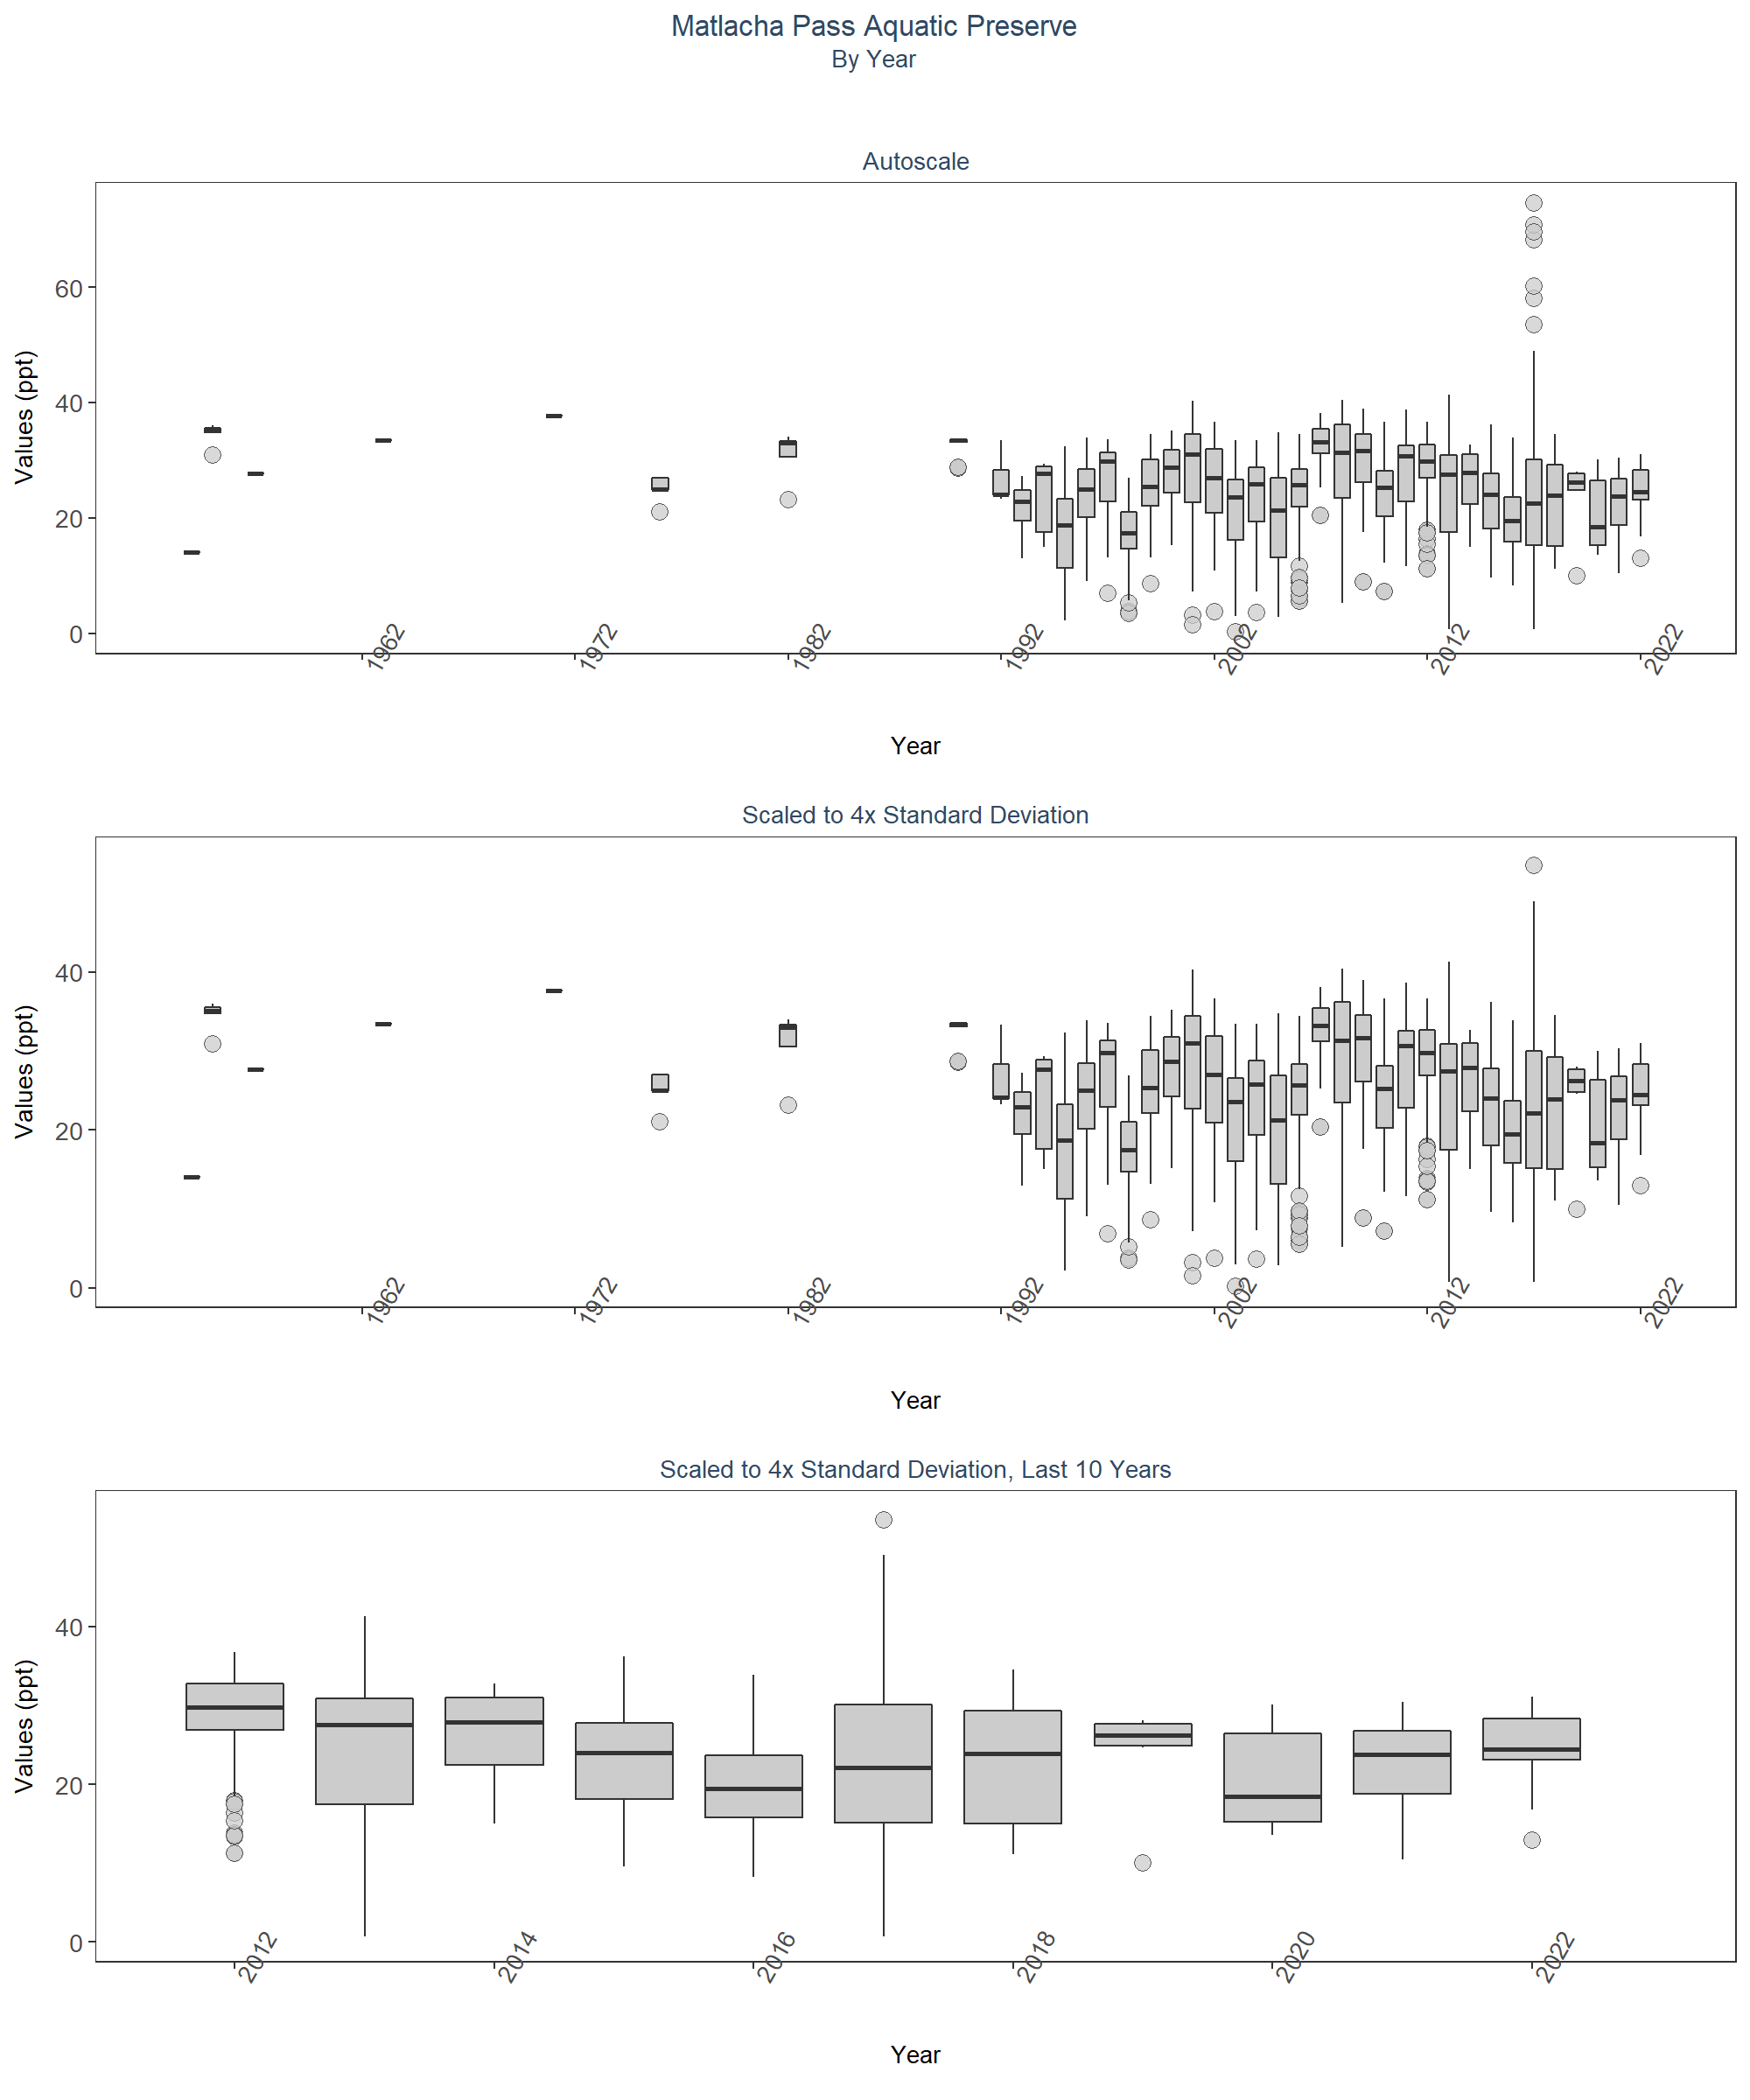 Matlacha Pass Aquatic Preserve
By Year
Autoscale
Values (ppt)
60
40
20
0
1962
1972
1982
1992
2002
2012
2022
Year
Scaled to 4x Standard Deviation
Values (ppt)
40
20
0
1962
1972
1982
1992
2002
2012
2022
Year
Scaled to 4x Standard Deviation, Last 10 Years
Values (ppt)
40
20
0
2012
2014
2016
2018
2020
2022
Year